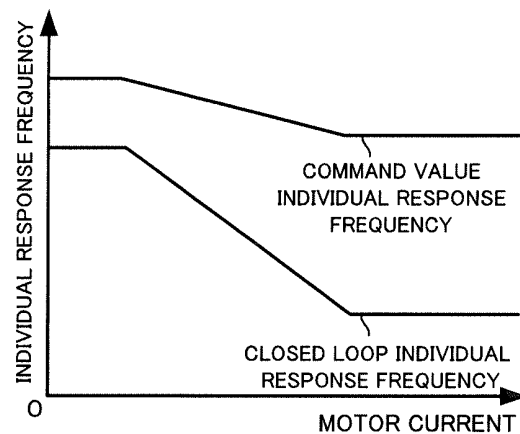 INDIVIDUAL RESPONSE FREQUENCY
COMMAND VALUE
INDIVIDUAL RESPONSE
FREQUENCY
CLOSED LOOP INDIVIDUAL
RESPONSE FREQUENCY
O
MOTOR CURRENT